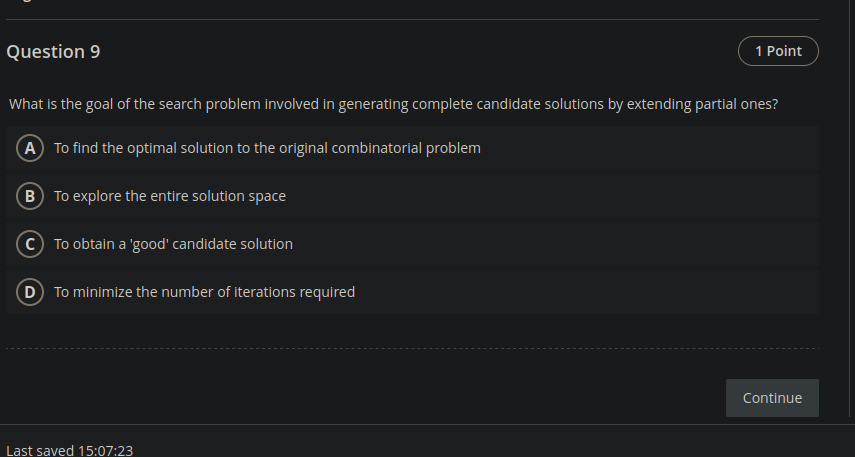 Question 9
1 Point
What is the goal of the search problem involved in generating complete candidate solutions by extending partial ones?
A To find the optimal solution to the original combinatorial problem
B To explore the entire solution space
C To obtain a 'good' candidate solution
D To minimize the number of iterations required
Continue
Last saved 15:07:23